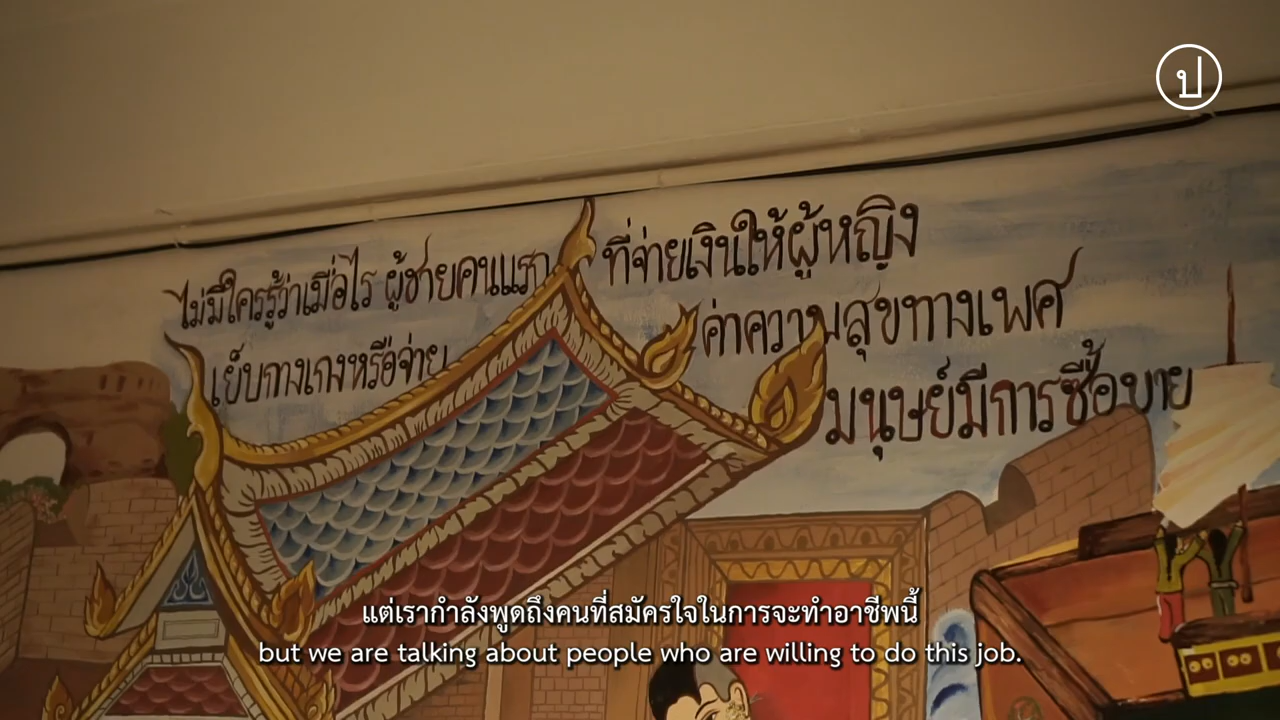 ป
ไม่มีใครรู้ว่าเมื่อไร ผู้ชายคนแรก
ที่จ่ายเงินให้ผู้หญิง
เย็บกางเกงหรือจ่าย
ค่าความสุขทางเพศ
มนุษย์มีการซื้อขาย
แต่เรากำลังพูดถึงคนที่สมัครใจในการจะทำอาชีพนี้
but we are talking about people who are willing to do this job.